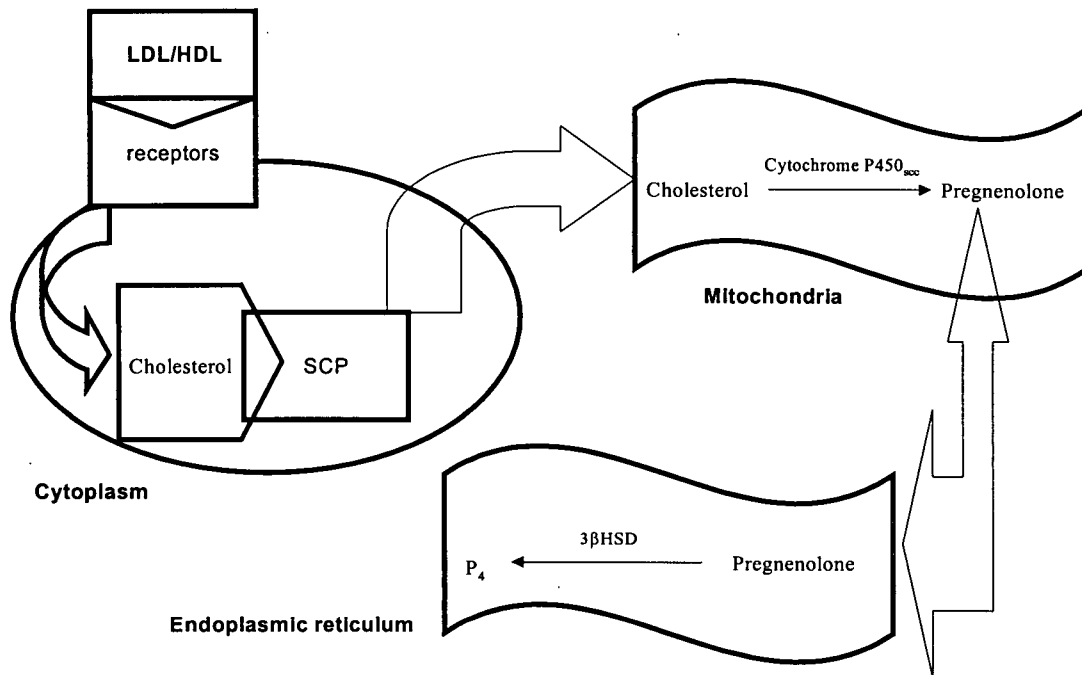 LDL/HDL
receptors
Cholesterol
SCP
Cytoplasm
Cytochrome P450scc
Cholesterol
Pregnenolone
Mitochondria
3βHSD
P4
Pregnenolone
Endoplasmic reticulum